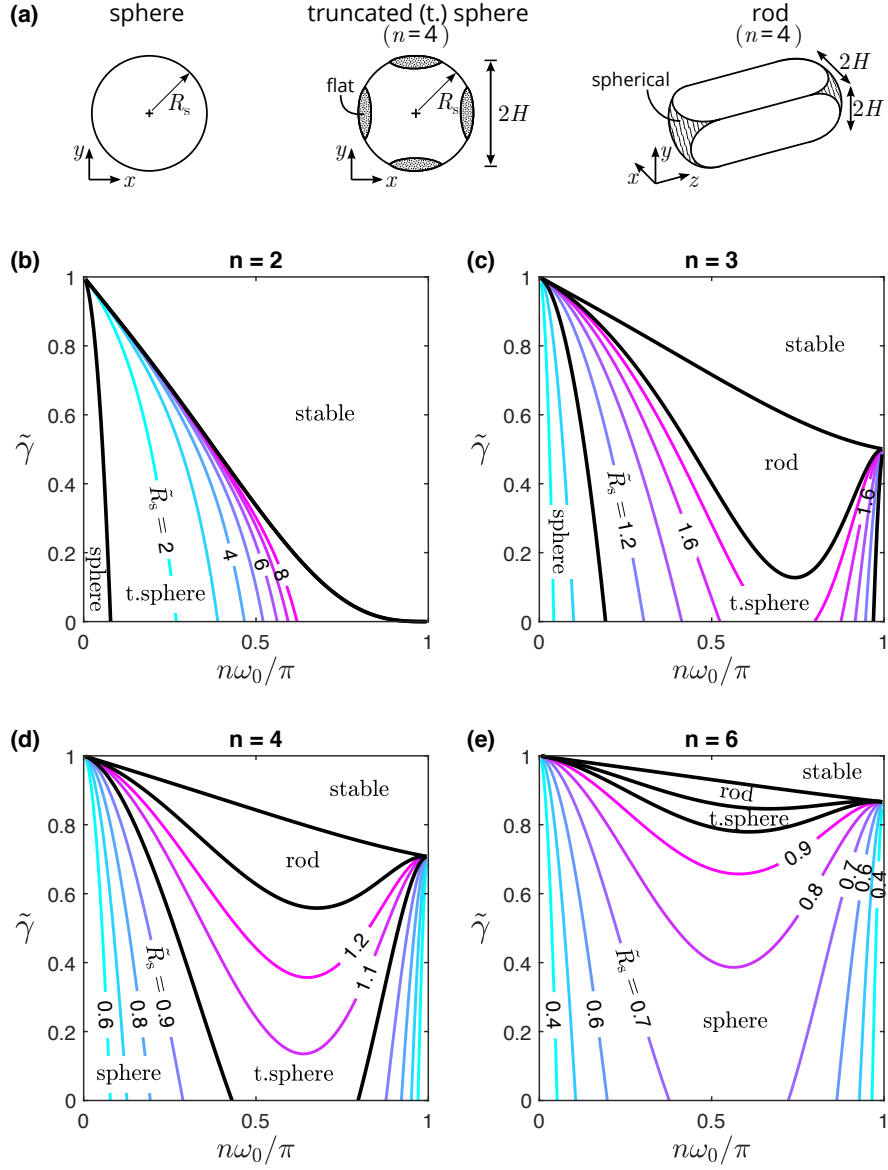 (a)
sphere
R_s
y
x
truncated (t.) sphere
(n=4)
flat
R_s
2H
y
x
rod
(n=4)
spherical
2H
2H
y
x
z
(b)
n = 2
1
0.8
0.6
0.4
0.2
0
γ̃
sphere
R̃_s = 2
4
6
8
t.sphere
stable
0
0.5
1
nω_0/π
(c)
n = 3
1
0.8
0.6
0.4
0.2
0
γ̃
sphere
R̃_s = 1.2
1.6
1.6
t.sphere
rod
stable
0
0.5
1
nω_0/π
(d)
n = 4
1
0.8
0.6
0.4
0.2
0
γ̃
0.6
0.8
R̃_s = 0.9
1.2
1.1
sphere
t.sphere
rod
stable
0
0.5
1
nω_0/π
(e)
n = 6
1
0.8
0.6
0.4
0.2
0
γ̃
0.4
0.6
R̃_s = 0.7
0.9
0.8
0.7
0.6
0.4
sphere
t.sphere
rod
stable
0
0.5
1
nω_0/π